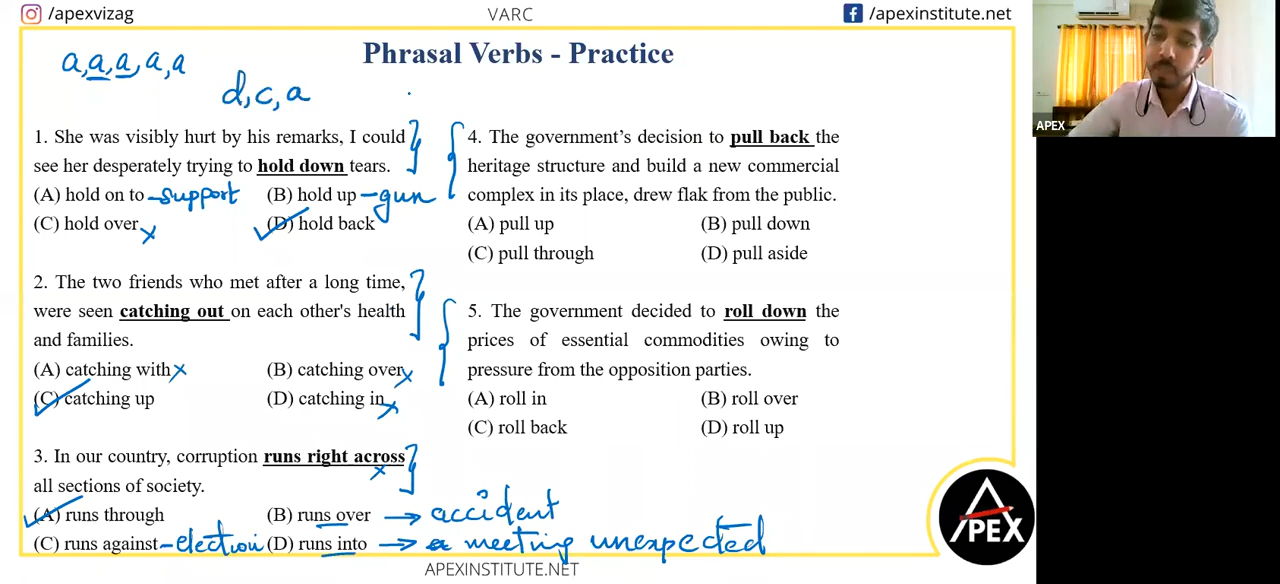 /apexvizag
VARC
/apexinstitute.net
Phrasal Verbs - Practice
a, a, a, a, a
d, c, a
1. She was visibly hurt by his remarks, I could
see her desperately trying to hold down tears.
(A) hold on to - support (B) hold up - gun
(C) hold over x (D) hold back
2. The two friends who met after a long time,
were seen catching out on each other's health
and families.
(A) catching with x (B) catching over x
(C) catching up (D) catching in x
3. In our country, corruption runs right across
x
all sections of society.
(A) runs through (B) runs over → accident
(C) runs against - election (D) runs into → a meeting unexpected
4. The government’s decision to pull back the
heritage structure and build a new commercial
complex in its place, drew flak from the public.
(A) pull up (B) pull down
(C) pull through (D) pull aside
5. The government decided to roll down the
prices of essential commodities owing to
pressure from the opposition parties.
(A) roll in (B) roll over
(C) roll back (D) roll up
APEXINSTITUTE.NET
APEX
APEX